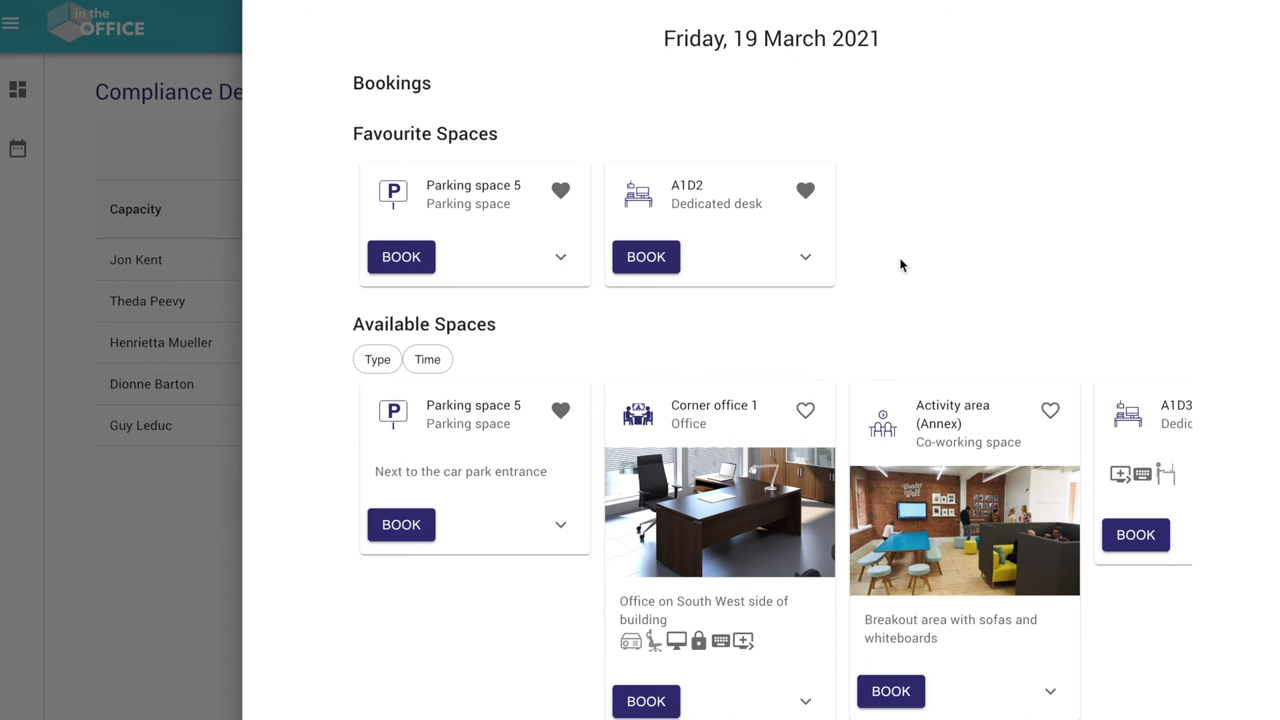 in the
OFFICE
Compliance De
Capacity
Jon Kent
Theda Peevy
Henrietta Mueller
Dionne Barton
Guy Leduc
Friday, 19 March 2021
Bookings
Favourite Spaces
P
Parking space 5
Parking space
BOOK
A1D2
Dedicated desk
BOOK
Available Spaces
Type
Time
P
Parking space 5
Parking space
Next to the car park entrance
BOOK
Corner office 1
Office
Office on South West side of
building
BOOK
Activity area
(Annex)
Co-working space
Wonder
Wall
Breakout area with sofas and
whiteboards
BOOK
A1D3
Dedic
BOOK